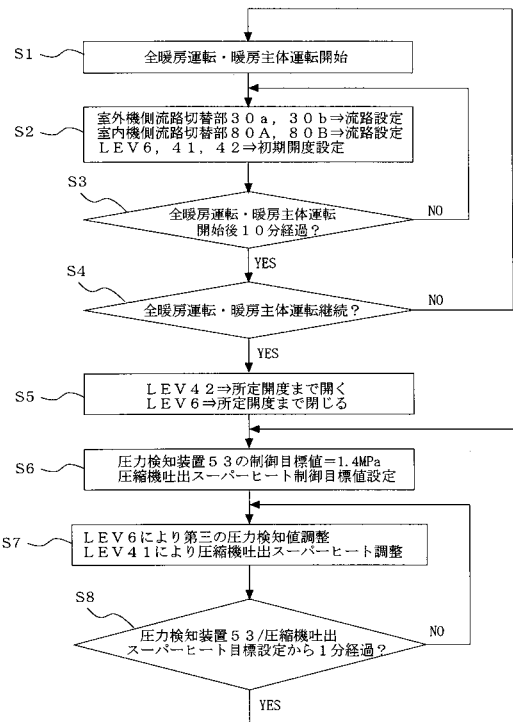 S1
全暖房運転・暖房主体運転開始
S2
室外機側流路切替部30a，30b⇒流路設定
室内機側流路切替部80A，80B⇒流路設定
LEV6，41，42⇒初期開度設定
S3
全暖房運転・暖房主体運転
開始後10分経過？
NO
YES
S4
全暖房運転・暖房主体運転継続？
NO
YES
S5
LEV42⇒所定開度まで開く
LEV6⇒所定開度まで閉じる
S6
圧力検知装置53の制御目標値＝1.4MPa
圧縮機吐出スーパーヒート制御目標値設定
S7
LEV6により第三の圧力検知値調整
LEV41により圧縮機吐出スーパーヒート調整
S8
圧力検知装置53/圧縮機吐出
スーパーヒート目標設定から1分経過？
NO
YES